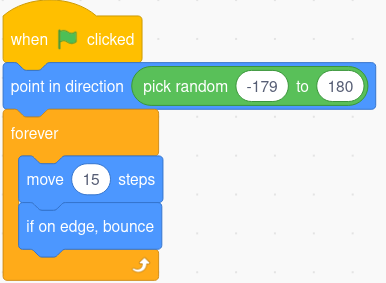 when clicked
point in direction pick random -179 to 180
forever
move 15 steps
if on edge, bounce